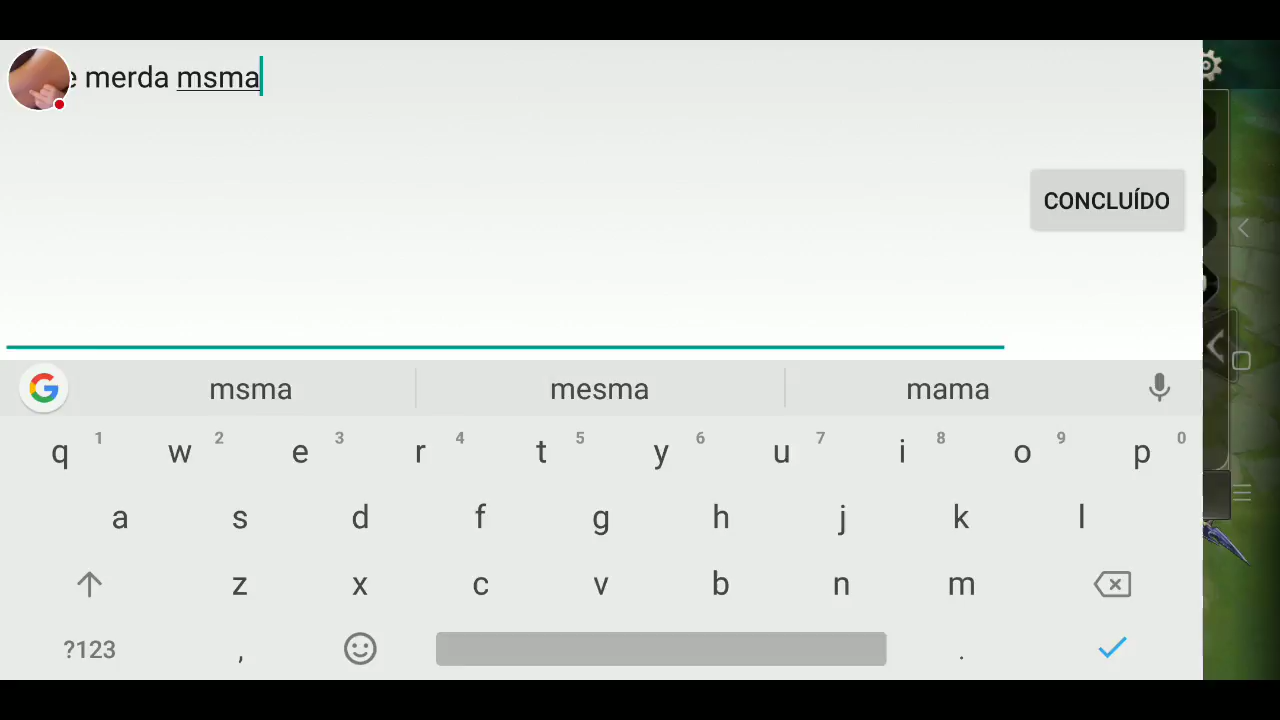 e merda msma
CONCLUÍDO
msma mesma mama
q 1 w 2 e 3 r 4 t 5 y 6 u 7 i 8 o 9 p 0
a s d f g h j k l
z x c v b n m
?123 , .